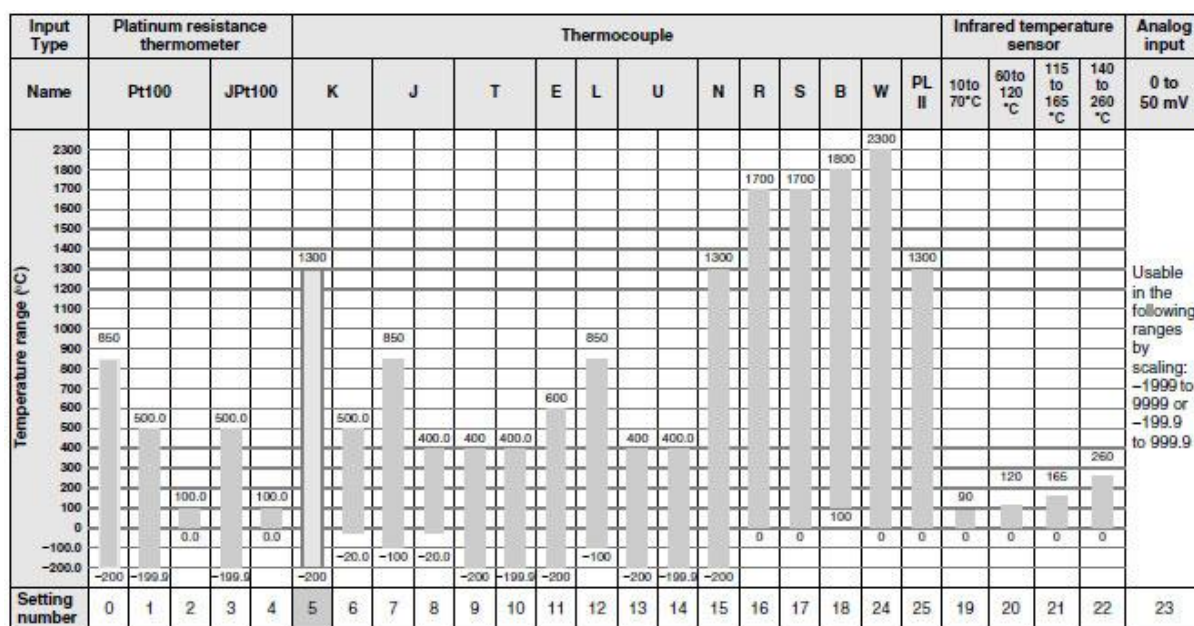 Input Type Platinum resistance thermometer Thermocouple Infrared temperature sensor Analog input
Name Pt100 JPt100 K J T E L U N R S B W PL II 10to 70°C 60to 120 °C 115 to 165 °C 140 to 260 °C 0 to 50 mV
Temperature range (°C)
2300
1800
1700
1600
1500
1400
1300
1200
1100
1000
900
800
700
600
500
400
300
200
100
0
−100.0
−200.0
2300
1800
1700 1700
1300 1300 1300
850 850 850
600
500.0 500.0 500.0
400.0 400 400.0 400 400.0
260
120 165
100.0 100.0 90
100
0.0 0.0 0 0 0 0 0 0 0 0
−20.0 −100 −20.0 −100
−200 −199.9 −199.9 −200 −200 −199.9 −200 −200 −199.9 −200
Usable
in the
following
ranges
by
scaling:
−1999 to
9999 or
−199.9
to 999.9
Setting number 0 1 2 3 4 5 6 7 8 9 10 11 12 13 14 15 16 17 18 24 25 19 20 21 22 23